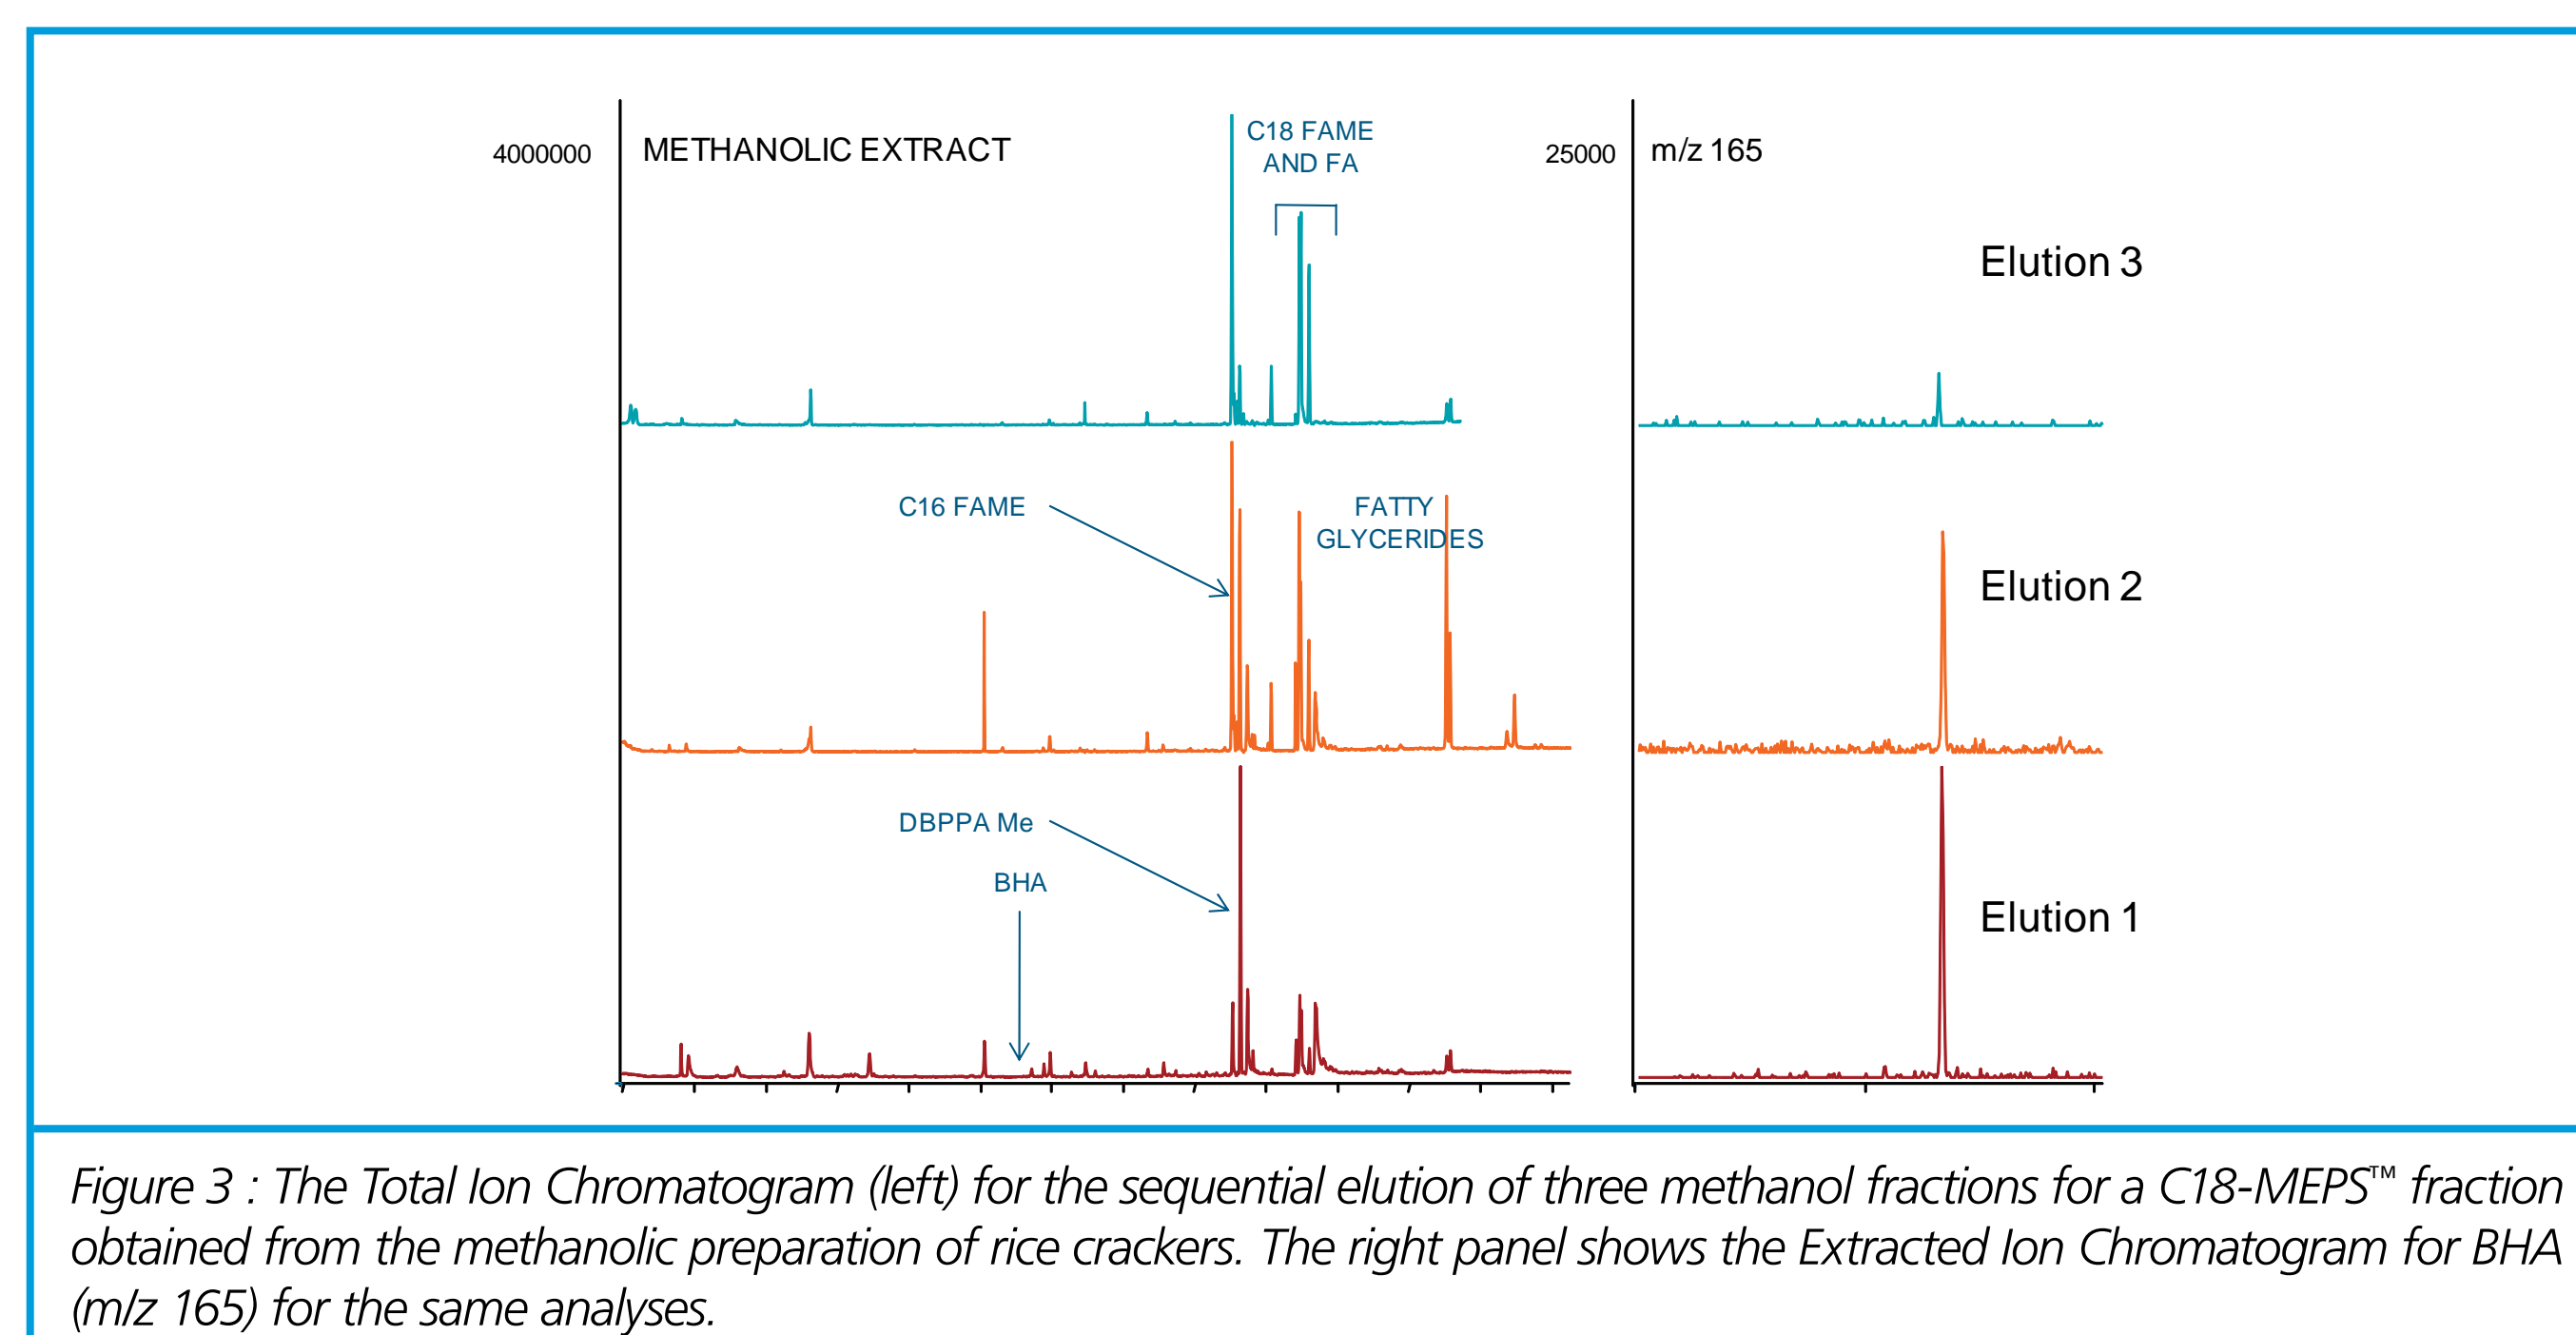 4000000
METHANOLIC EXTRACT
C18 FAME
AND FA
25000
m/z 165
Elution 3
C16 FAME
FATTY
GLYCERIDES
Elution 2
DBPPA Me
BHA
Elution 1
Figure 3 : The Total Ion Chromatogram (left) for the sequential elution of three methanol fractions for a C18-MEPS™ fraction
obtained from the methanolic preparation of rice crackers. The right panel shows the Extracted Ion Chromatogram for BHA
(m/z 165) for the same analyses.